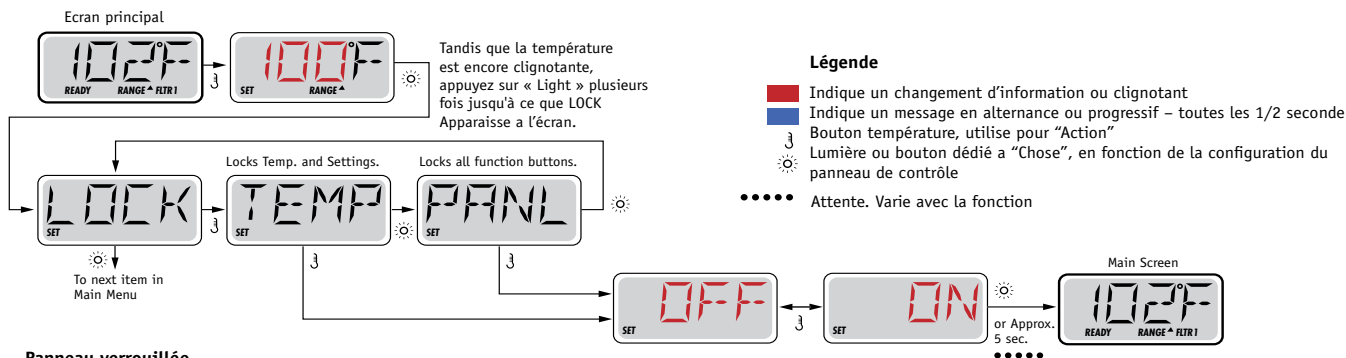 Ecran principal
102°F
READY RANGE FLTR1
100°F
SET RANGE
Tandis que la température
est encore clignotante,
appuyez sur « Light » plusieurs
fois jusqu'à ce que LOCK
Apparaisse a l'écran.
Légende
Indique un changement d'information ou clignotant
Indique un message en alternance ou progressif – toutes les 1/2 seconde
Bouton température, utilise pour “Action”
Lumière ou bouton dédié a “Chose”, en fonction de la configuration du
panneau de contrôle
Attente. Varie avec la fonction
Locks Temp. and Settings.
Locks all function buttons.
LOCK
SET
TEMP
SET
PANL
SET
To next item in
Main Menu
OFF
SET
ON
SET
or Approx.
5 sec.
Main Screen
102°F
READY RANGE FLTR1
Panneau verrouillée